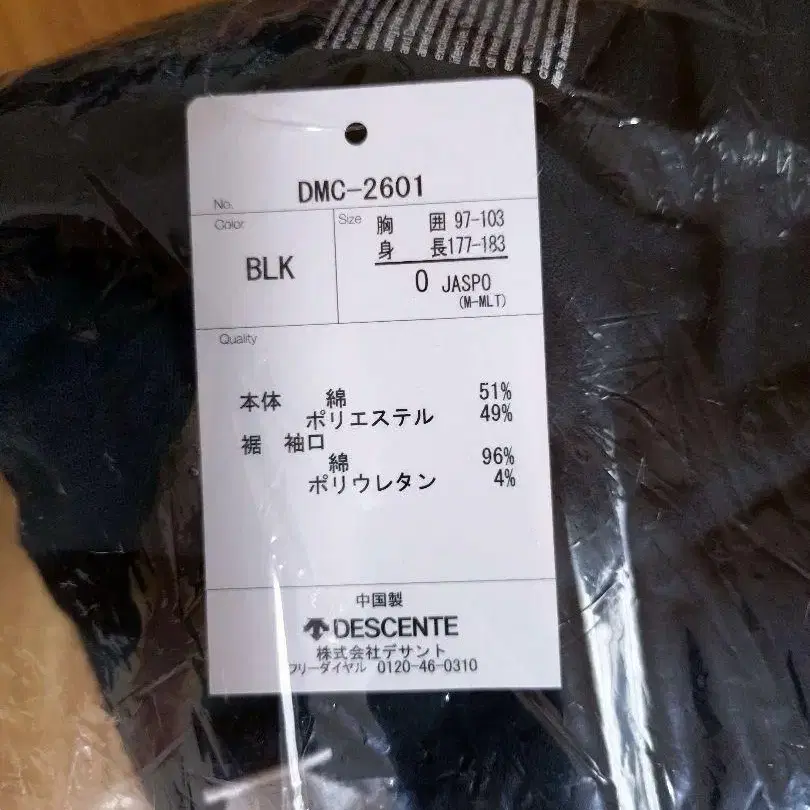 No. DMC-2601
Color
BLK
Size 胸 囲 97-103
身 長177-183
O JASPO
(M-MLT)
Quality
本体 綿 51%
ポリエステル 49%
裾 袖口
綿 96%
ポリウレタン 4%
中国製
DESCENTE
株式会社デサント
フリーダイヤル 0120-46-0310